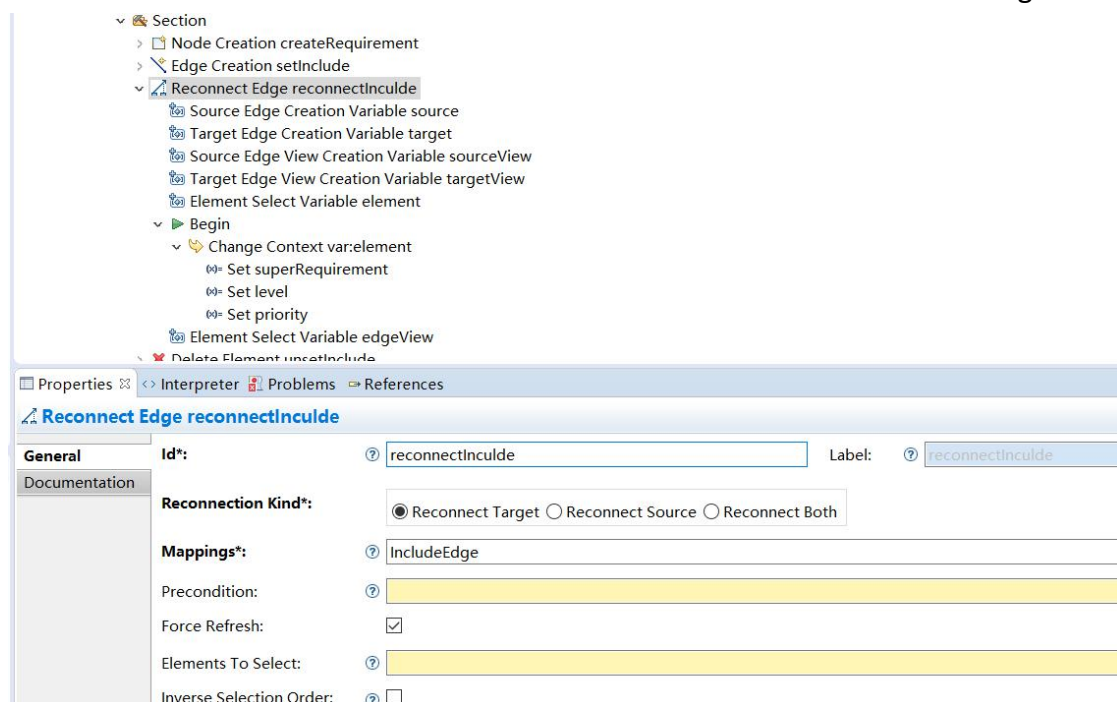 Section
Node Creation createRequirement
Edge Creation setInclude
Reconnect Edge reconnectInculde
Source Edge Creation Variable source
Target Edge Creation Variable target
Source Edge View Creation Variable sourceView
Target Edge View Creation Variable targetView
Element Select Variable element
Begin
Change Context var:element
Set superRequirement
Set level
Set priority
Element Select Variable edgeView
Delete Element unsetInclude
Properties Interpreter Problems References
Reconnect Edge reconnectInculde
General Id*: reconnectInculde Label: reconnectInculde
Documentation
Reconnection Kind*: Reconnect Target Reconnect Source Reconnect Both
Mappings*: IncludeEdge
Precondition:
Force Refresh:
Elements To Select:
Inverse Selection Order: